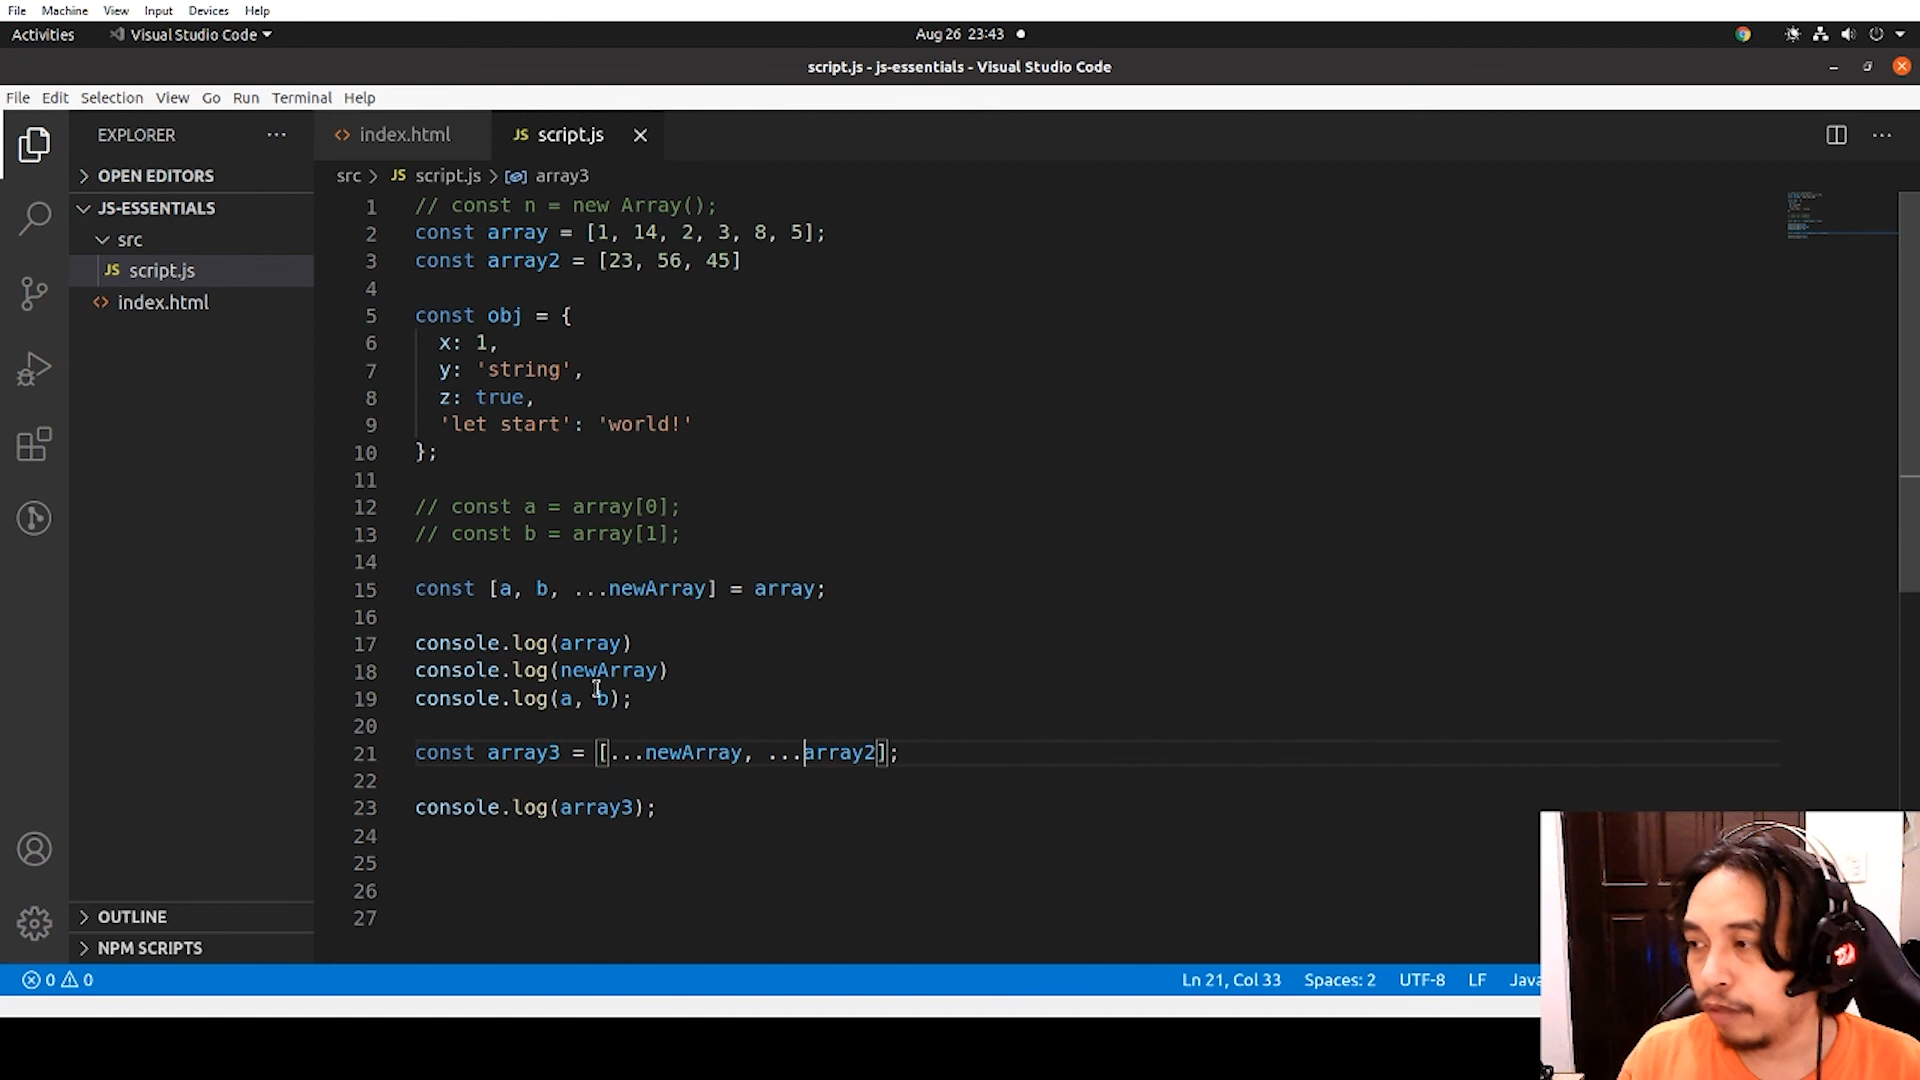 File Machine View Input Devices Help
Activities Visual Studio Code Aug 26 23:43
script.js - js-essentials - Visual Studio Code
File Edit Selection View Go Run Terminal Help
EXPLORER ...
<> index.html JS script.js
src > JS script.js > array3
OPEN EDITORS
JS-ESSENTIALS
src
JS script.js
<> index.html
1 // const n = new Array();
2 const array = [1, 14, 2, 3, 8, 5];
3 const array2 = [23, 56, 45]
4
5 const obj = {
6 x: 1,
7 y: 'string',
8 z: true,
9 'let start': 'world!'
10 };
11
12 // const a = array[0];
13 // const b = array[1];
14
15 const [a, b, ...newArray] = array;
16
17 console.log(array)
18 console.log(newArray)
19 console.log(a, b);
20
21 const array3 = [...newArray, ...array2];
22
23 console.log(array3);
24
25
26
27
OUTLINE
NPM SCRIPTS
0 0 Ln 21, Col 33 Spaces: 2 UTF-8 LF Java